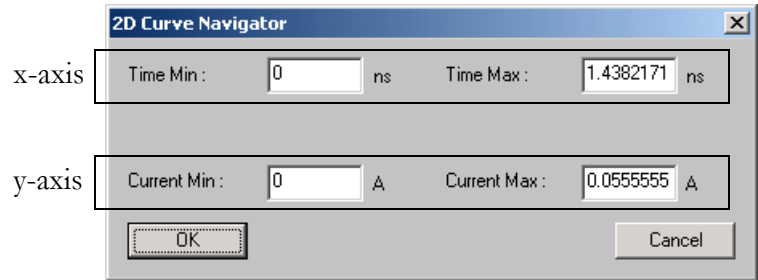 2D Curve Navigator
x-axis Time Min : 0 ns Time Max : 1.4382171 ns
y-axis Current Min : 0 A Current Max : 0.0555555 A
OK Cancel